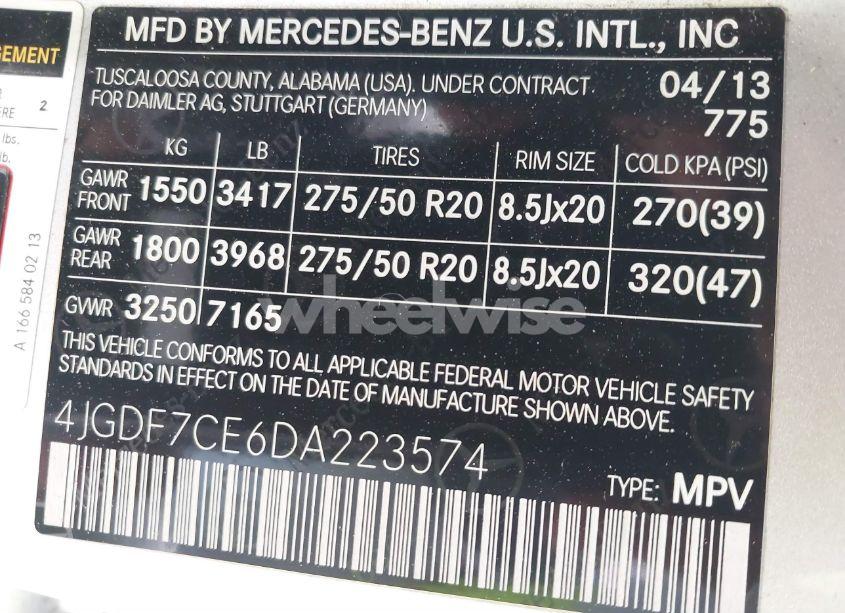 GEMENT
2
ERE
lbs.
lb.
A 166 584 02 13
MFD BY MERCEDES-BENZ U.S. INTL., INC
TUSCALOOSA COUNTY, ALABAMA (USA). UNDER CONTRACT 04/13
FOR DAIMLER AG, STUTTGART (GERMANY) 775
KG LB TIRES RIM SIZE COLD KPA (PSI)
GAWR FRONT 1550 3417 275/50 R20 8.5Jx20 270(39)
GAWR REAR 1800 3968 275/50 R20 8.5Jx20 320(47)
GVWR 3250 7165
wheelwise
THIS VEHICLE CONFORMS TO ALL APPLICABLE FEDERAL MOTOR VEHICLE SAFETY
STANDARDS IN EFFECT ON THE DATE OF MANUFACTURE SHOWN ABOVE.
4JGDF7CE6DA223574
TYPE: MPV